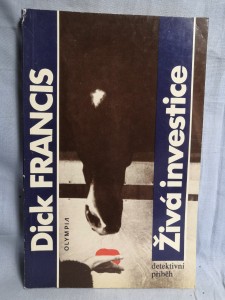 Dick FRANCIS
OLYMPIA
Živá investice
detektivní
příběh